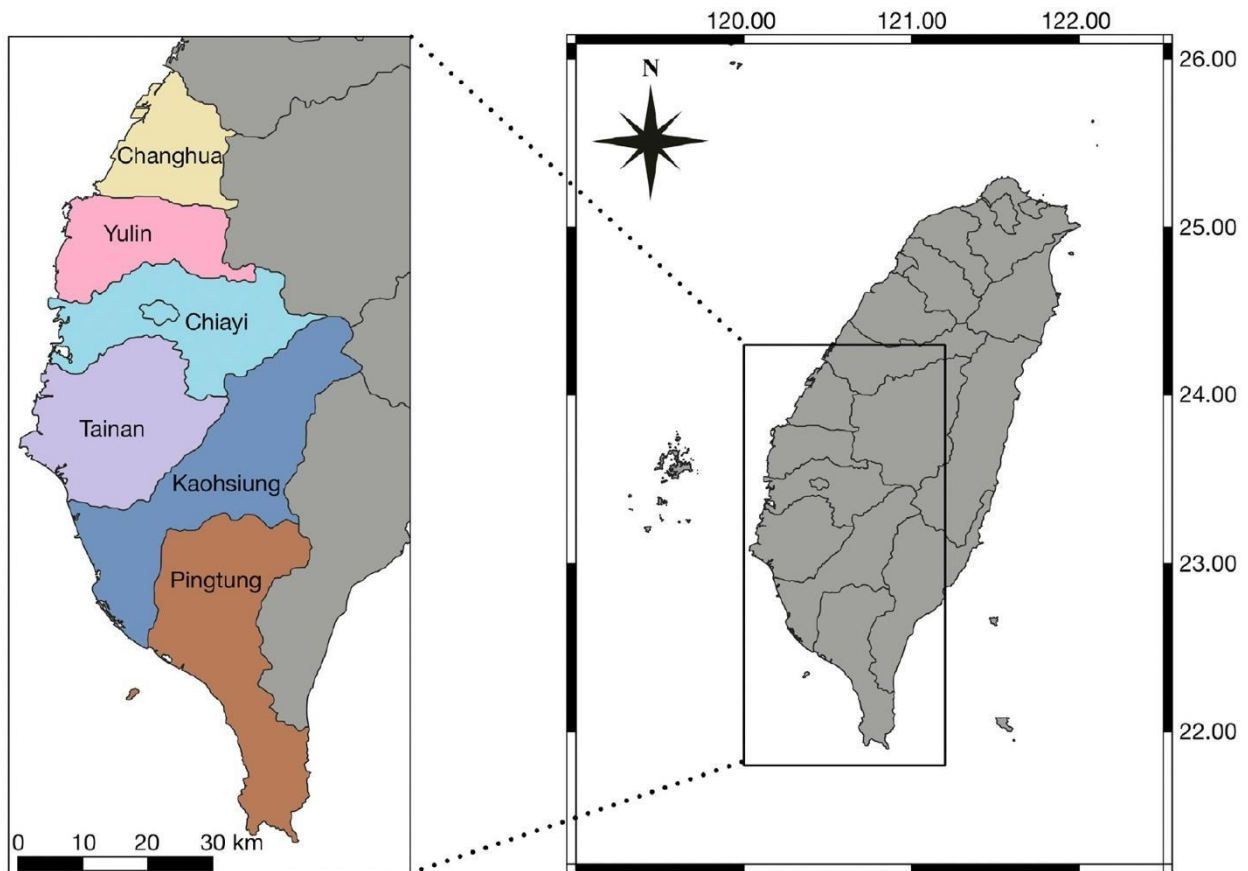 Changhua
Yulin
Chiayi
Tainan
Kaohsiung
Pingtung
0 10 20 30 km
120.00 121.00 122.00
N
26.00
25.00
24.00
23.00
22.00